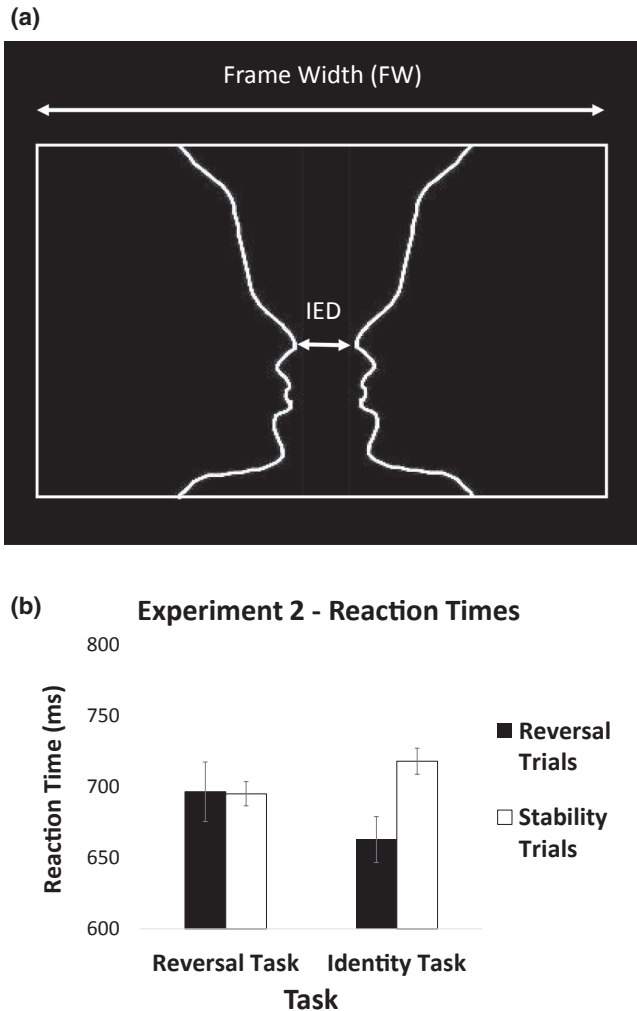 (a)
Frame Width (FW)
IED
(b)
Experiment 2 - Reaction Times
800
750
700
650
600
Reaction Time (ms)
Reversal Trials
Stability Trials
Reversal Task Identity Task
Task